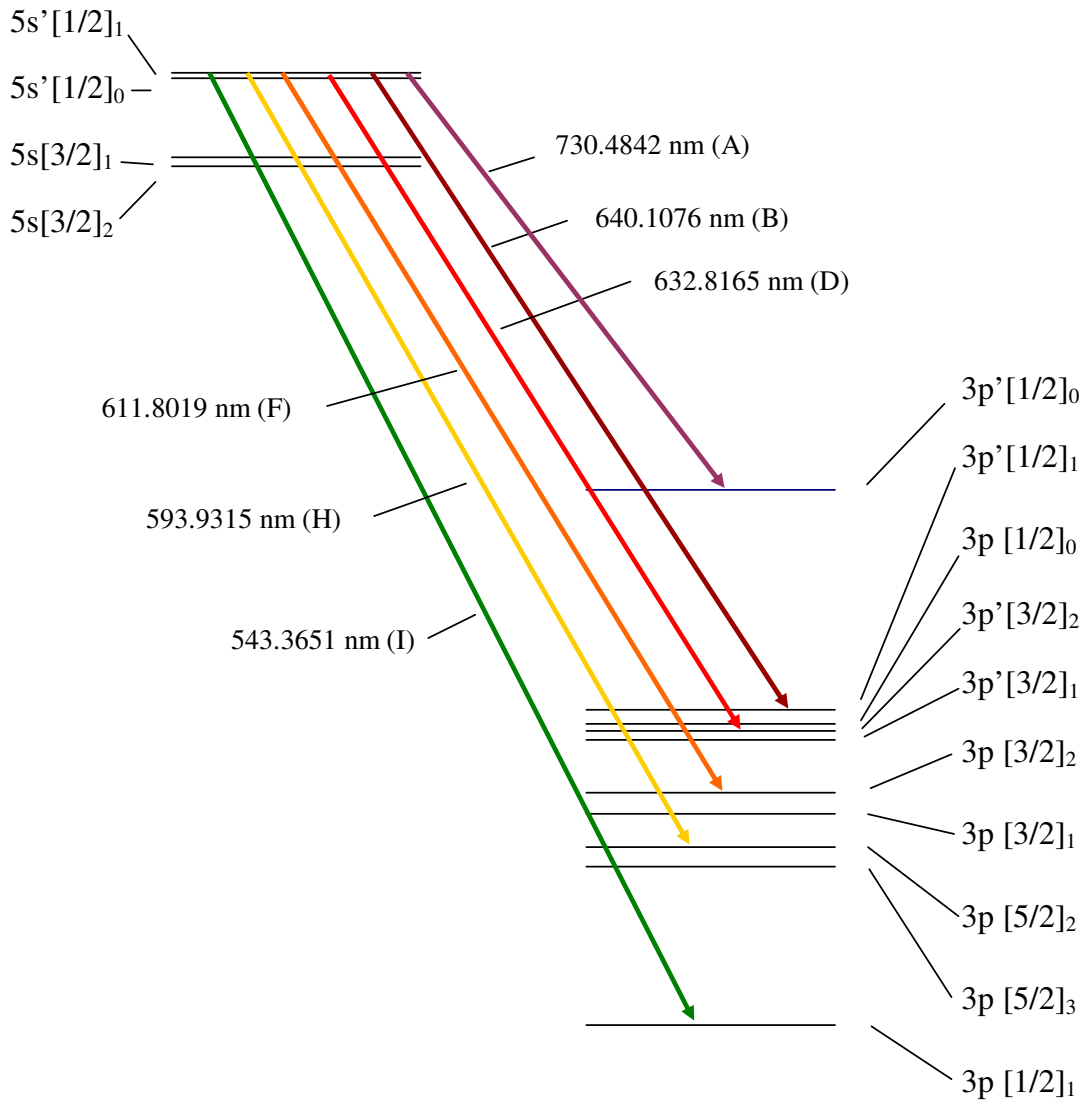 5s’[1/2]₁
5s’[1/2]₀
5s[3/2]₁
5s[3/2]₂
730.4842 nm (A)
640.1076 nm (B)
632.8165 nm (D)
611.8019 nm (F)
593.9315 nm (H)
543.3651 nm (I)
3p’[1/2]₀
3p’[1/2]₁
3p [1/2]₀
3p’[3/2]₂
3p’[3/2]₁
3p [3/2]₂
3p [3/2]₁
3p [5/2]₂
3p [5/2]₃
3p [1/2]₁